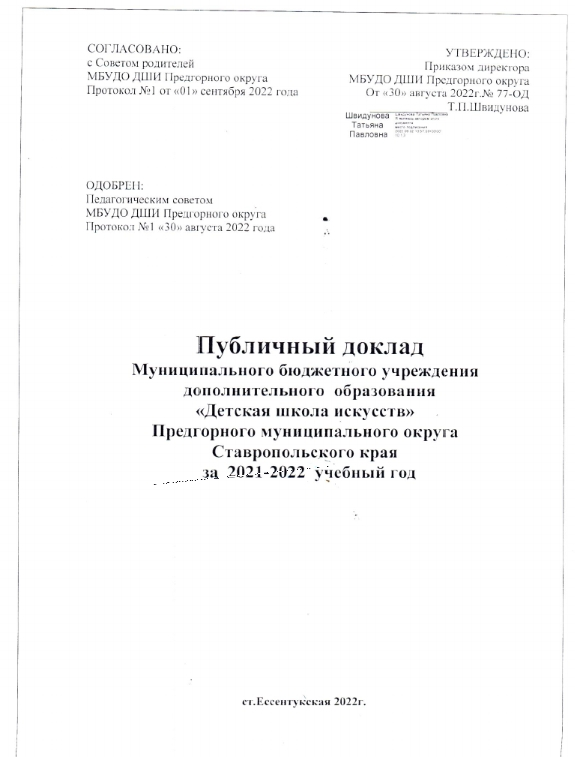 СОГЛАСОВАНО:
с Советом родителей
МБУДО ДШИ Предгорного округа
Протокол №1 от «01» сентября 2022 года
УТВЕРЖДЕНО:
Приказом директора
МБУДО ДШИ Предгорного округа
От «30» августа 2022г.№ 77-ОД
Т.П.Швидунова
Швидунова
Татьяна
Павловна
ОДОБРЕН:
Педагогическим советом
МБУДО ДШИ Предгорного округа
Протокол №1 «30» августа 2022 года
Публичный доклад
Муниципального бюджетного учреждения
дополнительного образования
«Детская школа искусств»
Предгорного муниципального округа
Ставропольского края
за 2021-2022 учебный год
ст.Ессентукская 2022г.